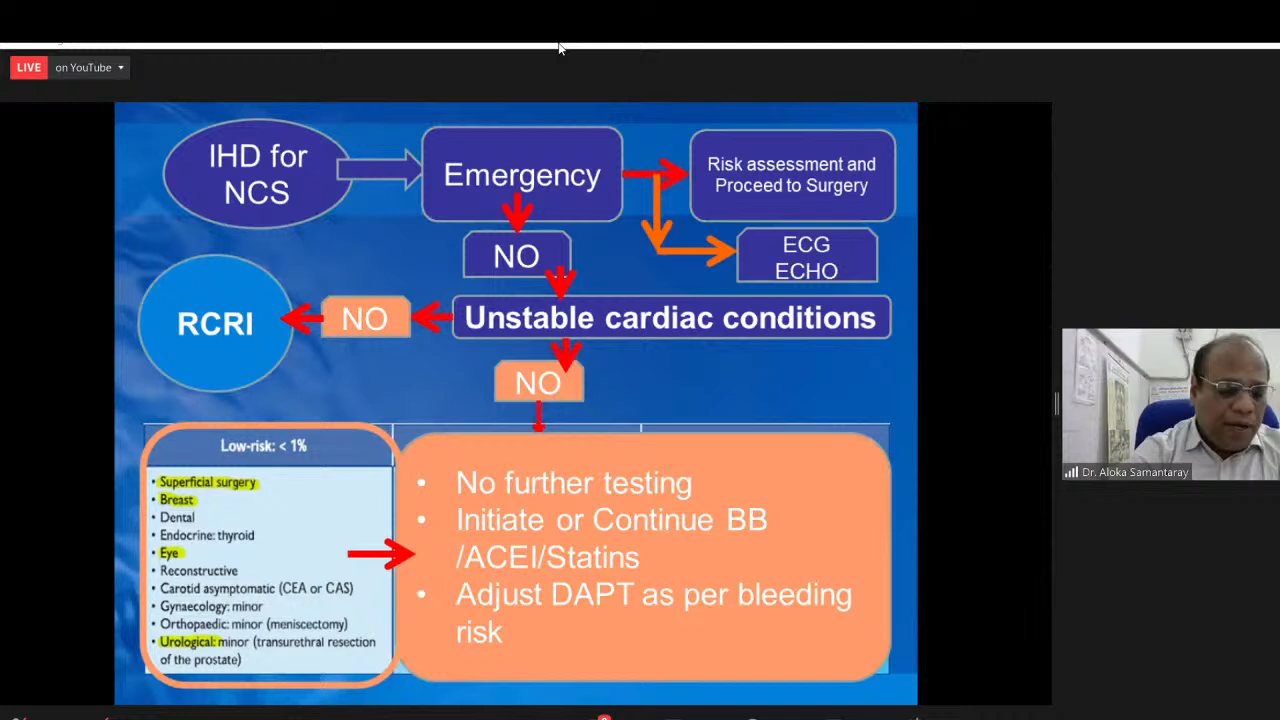 LIVE
on YouTube
IHD for
NCS
Emergency
Risk assessment and
Proceed to Surgery
NO
ECG
ECHO
RCRI
NO
Unstable cardiac conditions
NO
Low-risk: < 1%
• Superficial surgery
• Breast
• Dental
• Endocrine: thyroid
• Eye
• Reconstructive
• Carotid asymptomatic (CEA or CAS)
• Gynaecology: minor
• Orthopaedic: minor (meniscectomy)
• Urological: minor (transurethral resection
of the prostate)
• No further testing
• Initiate or Continue BB
/ACEI/Statins
• Adjust DAPT as per bleeding
risk
Dr. Aloka Samantaray